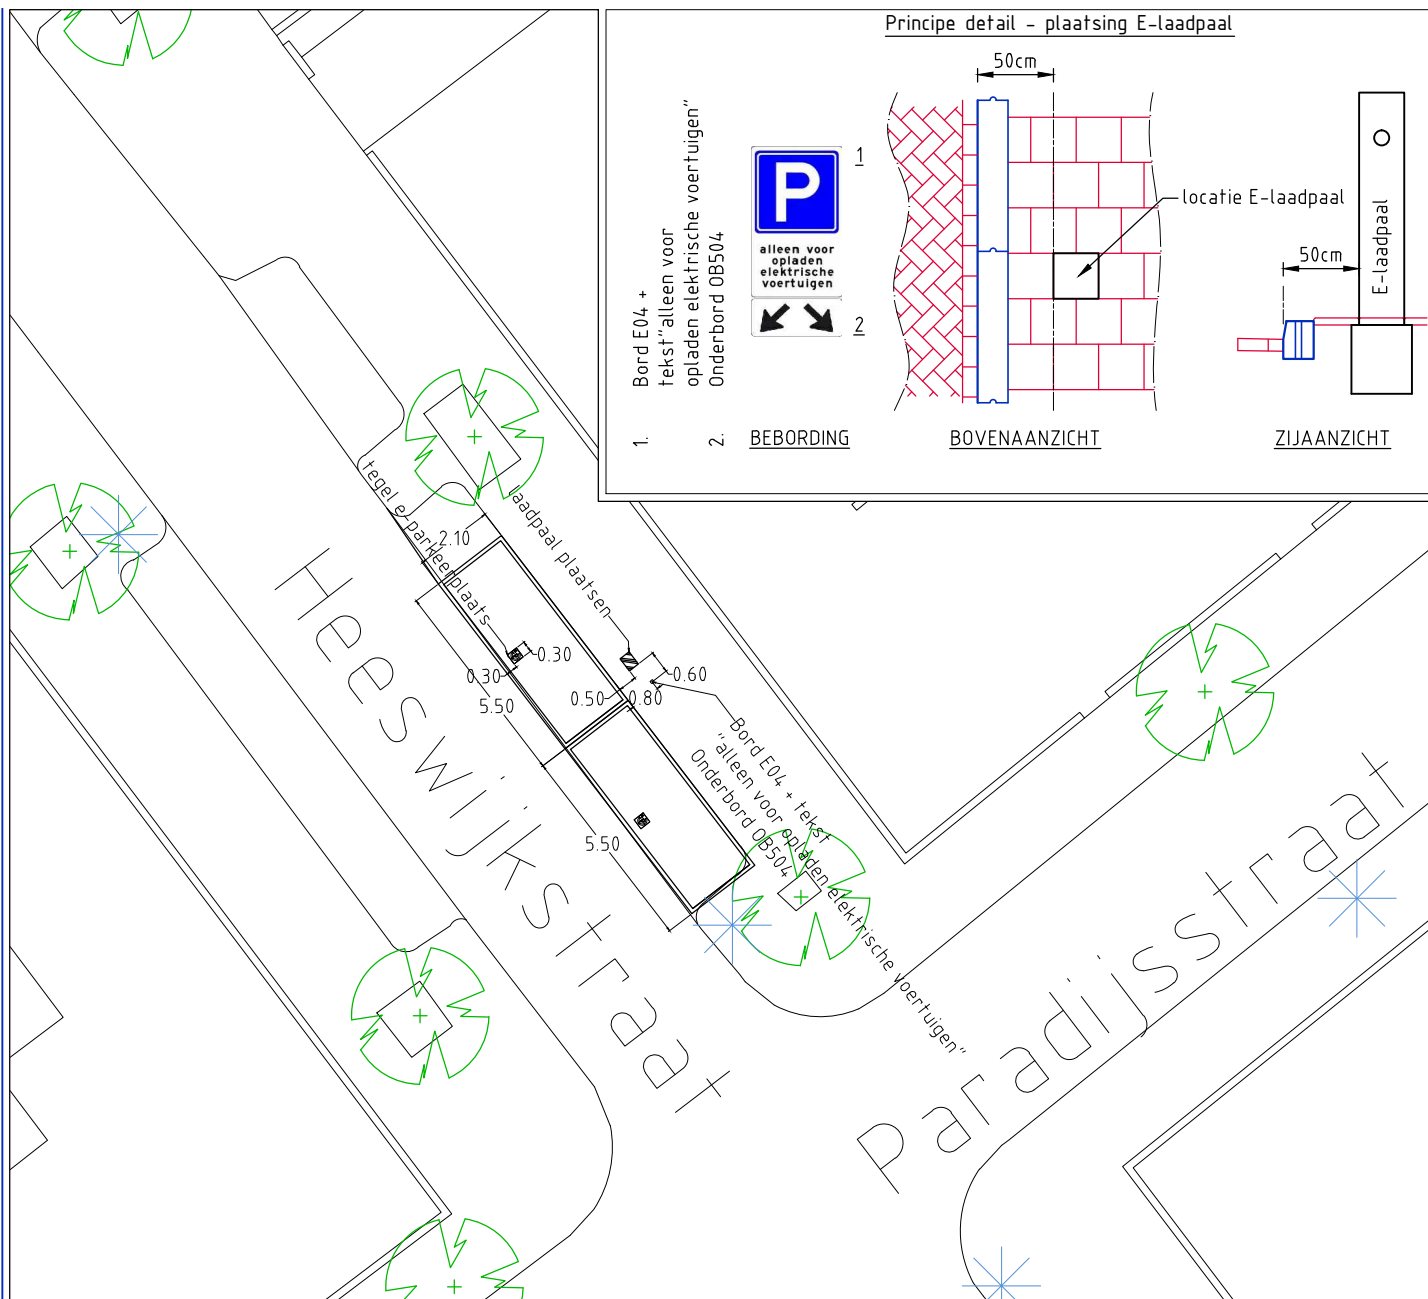 Principe detail - plaatsing E-laadpaal
50cm
1. Bord E04 +
tekst"alleen voor
opladen elektrische voertuigen"
2. Onderbord OB504
P
alleen voor
opladen
elektrische
voertuigen
1
2
locatie E-laadpaal
50cm
E-laadpaal
BEBORDING
BOVENAANZICHT
ZIJAANZICHT
tegel e-parkeerplaats
laadpaal plaatsen
2.10
0.30
0.30
5.50
0.50
0.80
0.60
5.50
Bord E04 + tekst
"alleen voor opladen elektrische voertuigen"
Onderbord OB504
Heeswijkstraat
Paradijsstraat